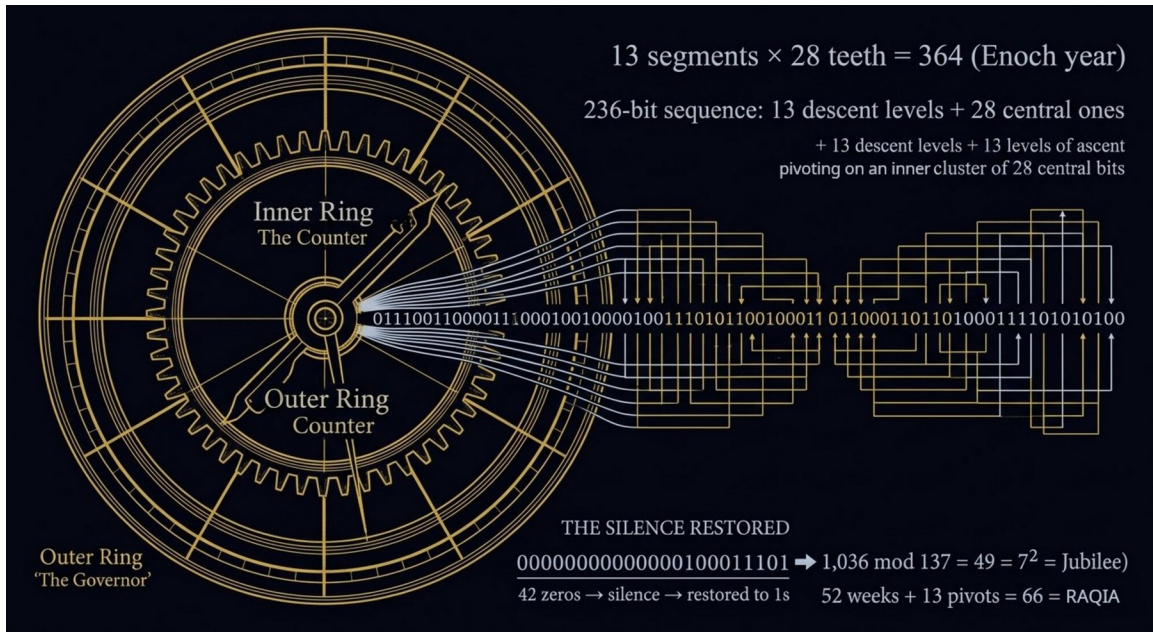 13 segments × 28 teeth = 364 (Enoch year)
236-bit sequence: 13 descent levels + 28 central ones
+ 13 descent levels + 13 levels of ascent
pivoting on an inner cluster of 28 central bits
Inner Ring
The Counter
Outer Ring
Counter
Outer Ring
'The Governor'
THE SILENCE RESTORED
➡ 1,036 mod 137 = 49 = 7² = Jubilee)
42 zeros → silence → restored to 1s
52 weeks + 13 pivots = 66 = RAQIA